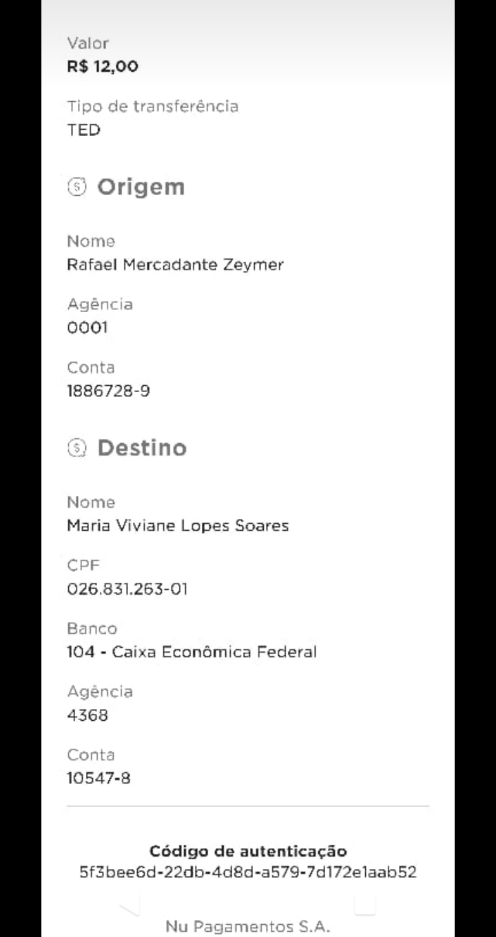 Valor
R$ 12,00
Tipo de transferência
TED
Origem
Nome
Rafael Mercadante Zeymer
Agência
0001
Conta
1886728-9
Destino
Nome
Maria Viviane Lopes Soares
CPF
026.831.263-01
Banco
104 - Caixa Econômica Federal
Agência
4368
Conta
10547-8
Código de autenticação
5f3bee6d-22db-4d8d-a579-7d172e1aab52
Nu Pagamentos S.A.